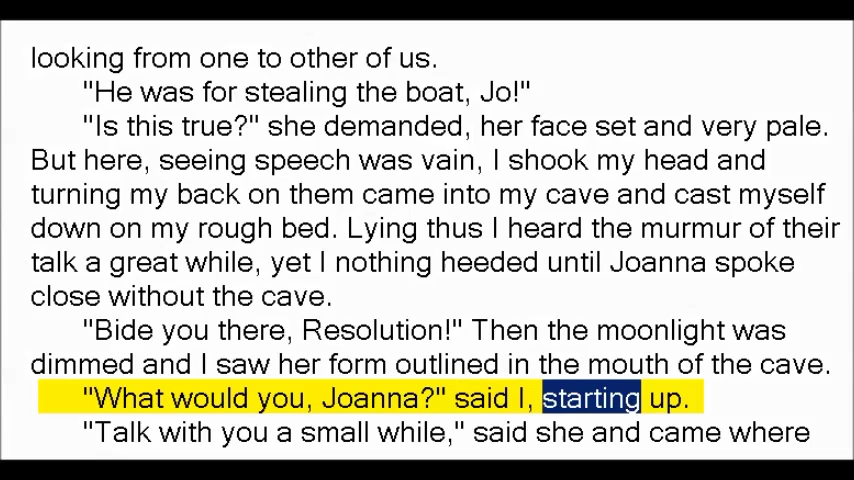 looking from one to other of us.
"He was for stealing the boat, Jo!"
"Is this true?" she demanded, her face set and very pale.
But here, seeing speech was vain, I shook my head and
turning my back on them came into my cave and cast myself
down on my rough bed. Lying thus I heard the murmur of their
talk a great while, yet I nothing heeded until Joanna spoke
close without the cave.
"Bide you there, Resolution!" Then the moonlight was
dimmed and I saw her form outlined in the mouth of the cave.
"What would you, Joanna?" said I, starting up.
"Talk with you a small while," said she and came where